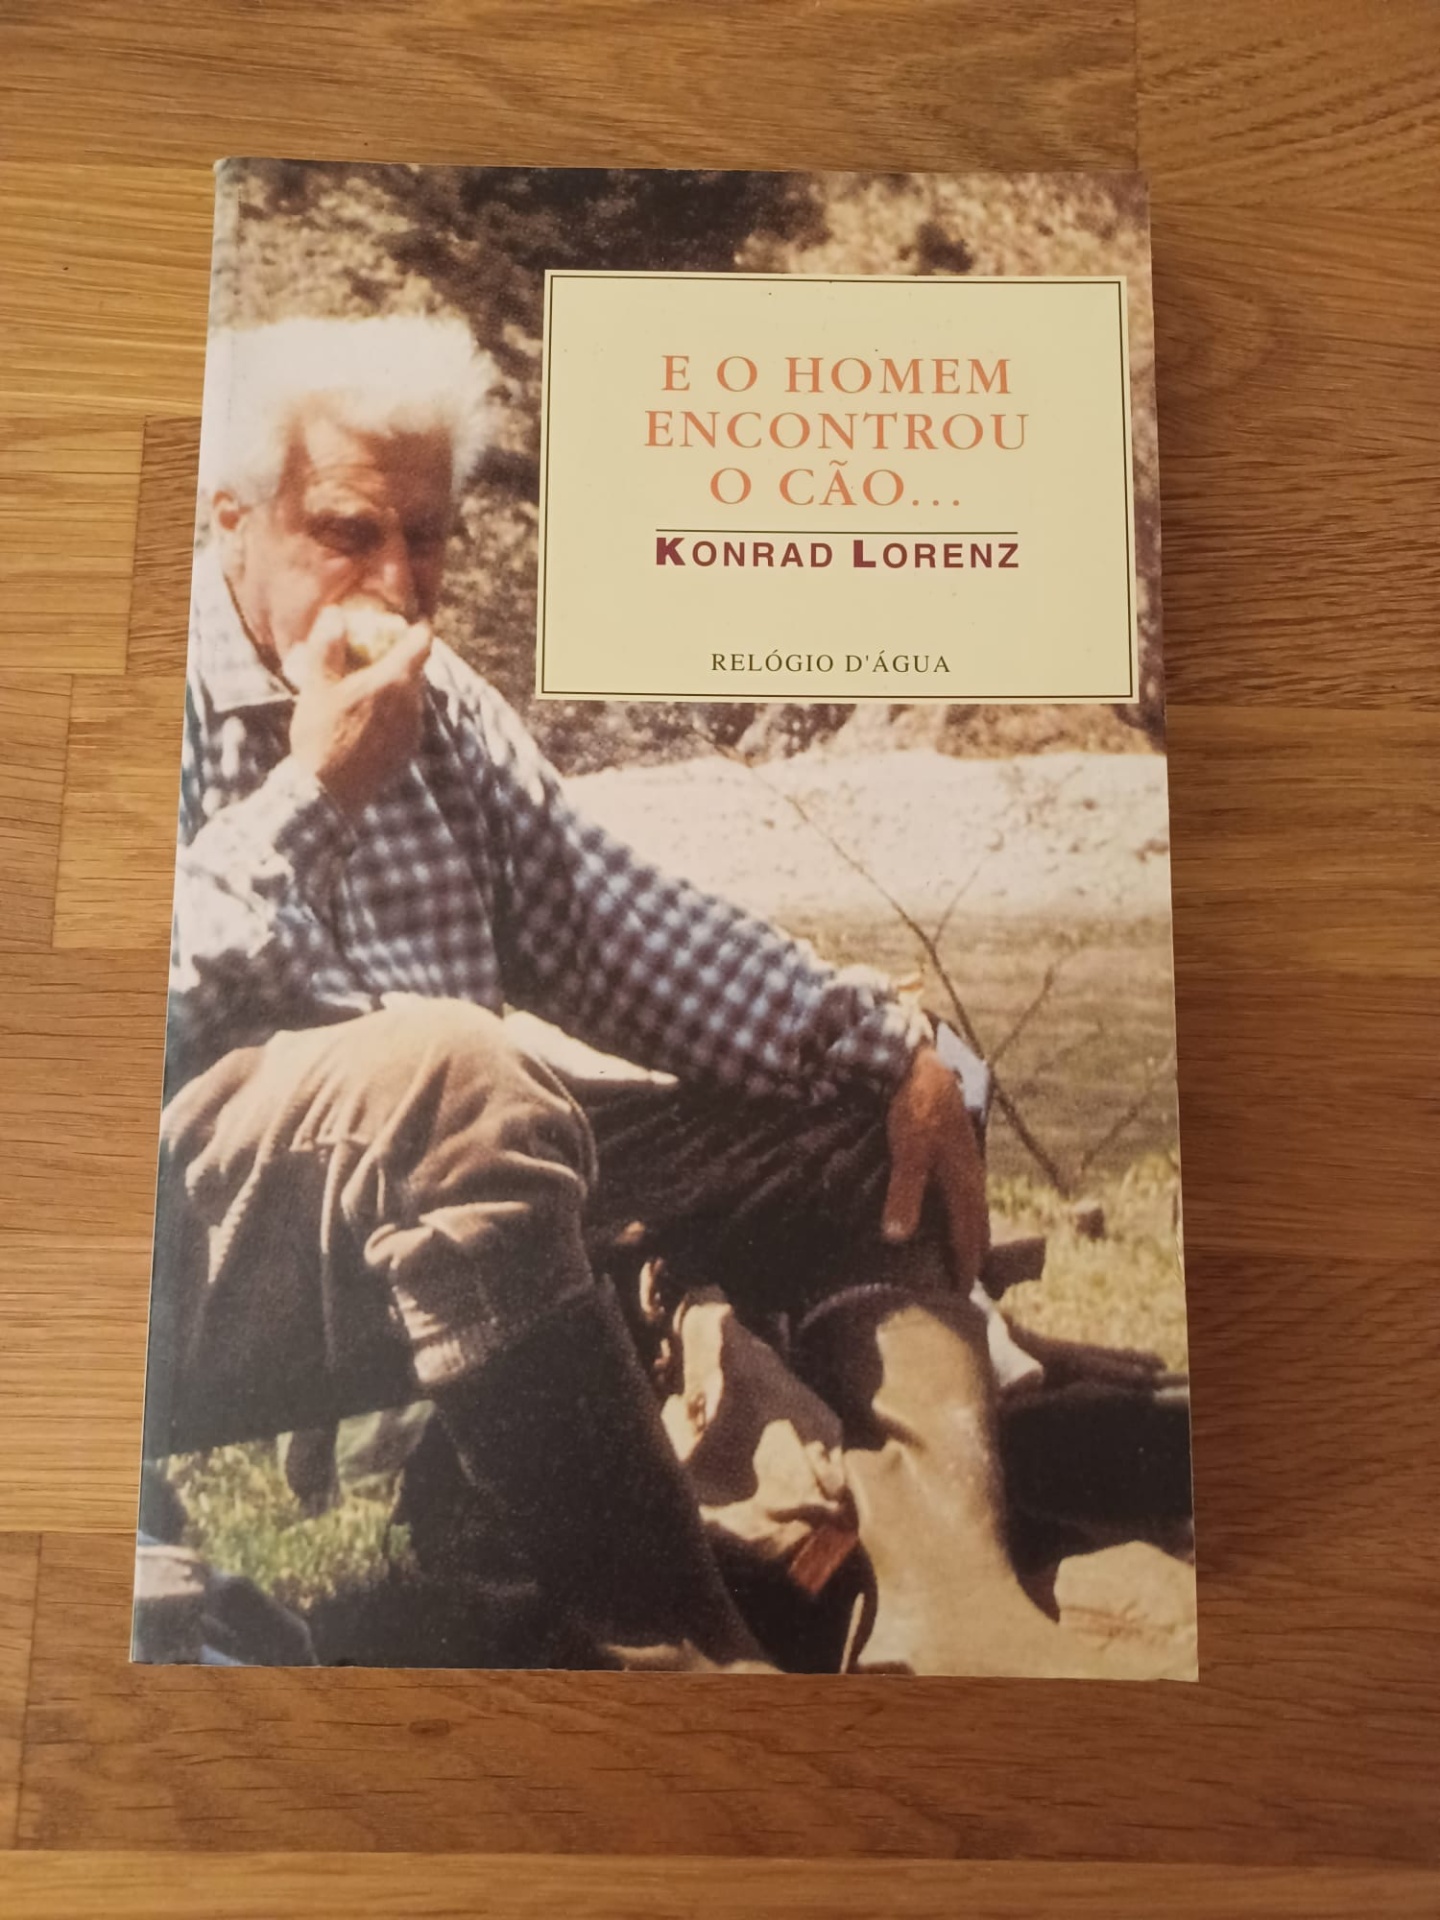 E O HOMEM
ENCONTROU
O CÃO...
KONRAD LORENZ
RELÓGIO D'ÁGUA